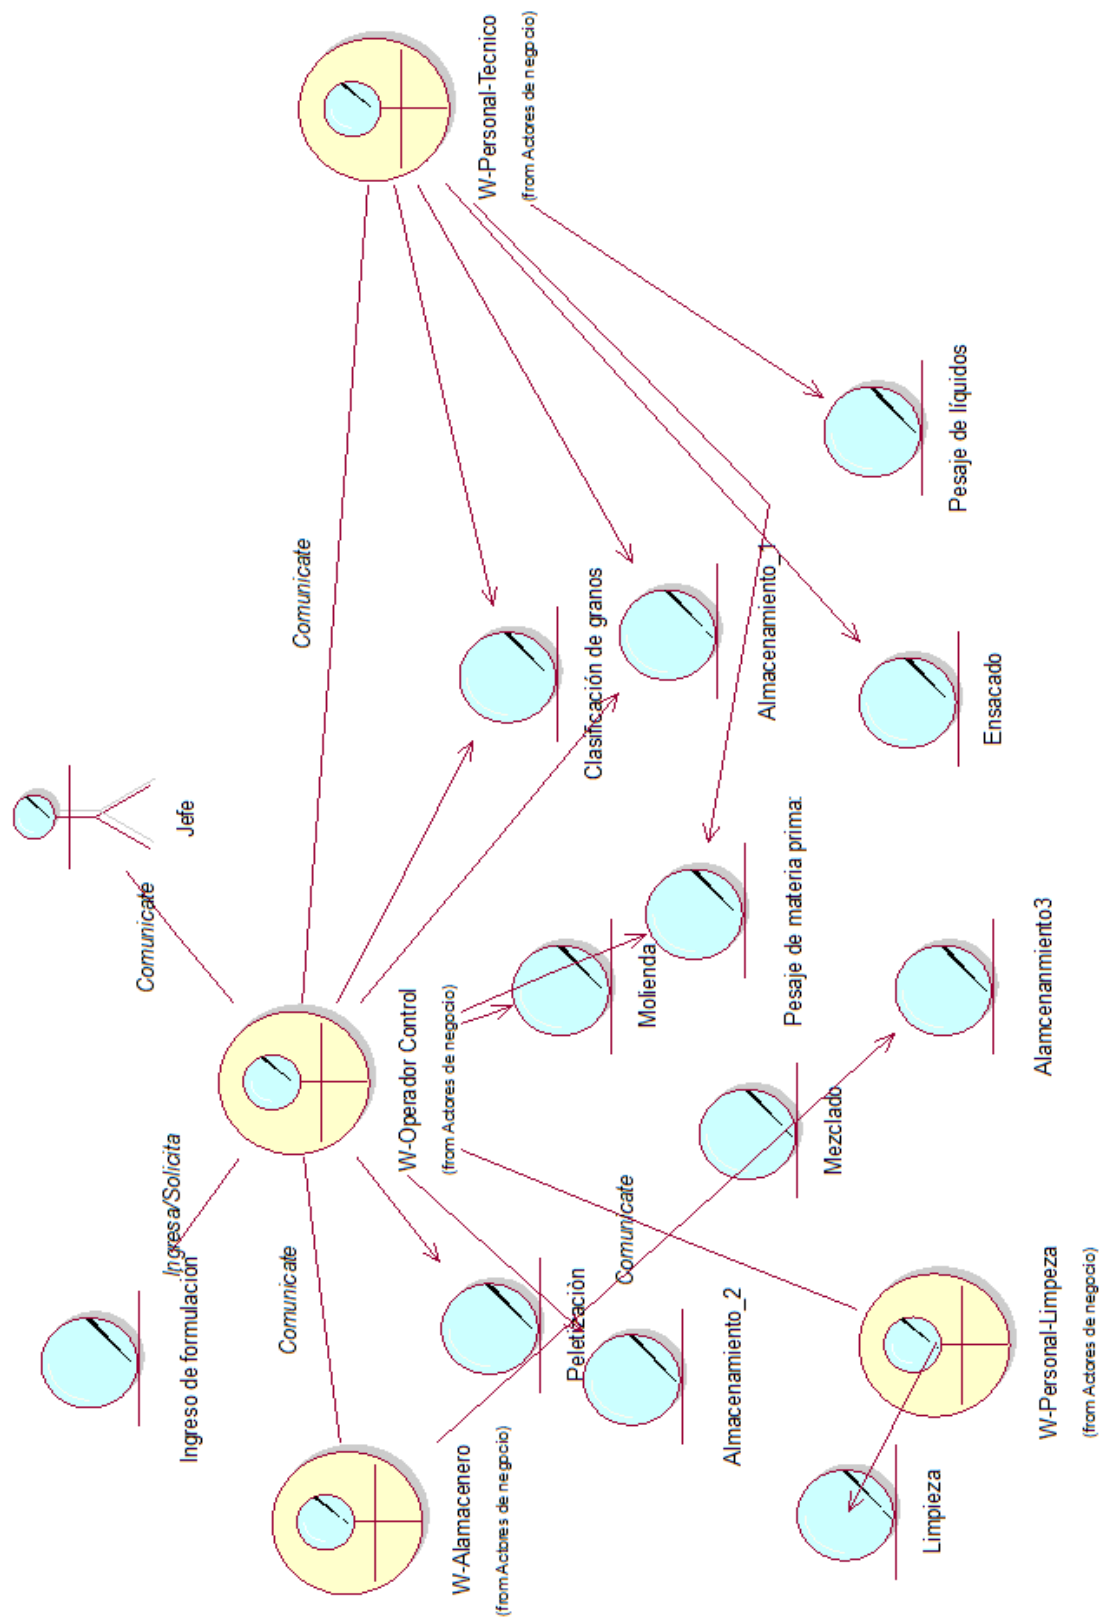 Jefe
Comunicate
Comunicate
Ingresa/Solicita
Ingreso de formulación
Comunicate
W-Personal-Tecnico
(from Actores de negocio)
W-Operador Control
(from Actores de negocio)
W-Alamacenero
(from Actores de negocio)
Clasificación de granos
Peletización
Molienda
Comunicate
Almacenamiento_1
Almacenamiento_2
Pesaje de materia prima:
Mezclado
Pesaje de líquidos
Ensacado
Limpieza
Alamcenanmiento3
W-Personal-Limpeza
(from Actores de negocio)